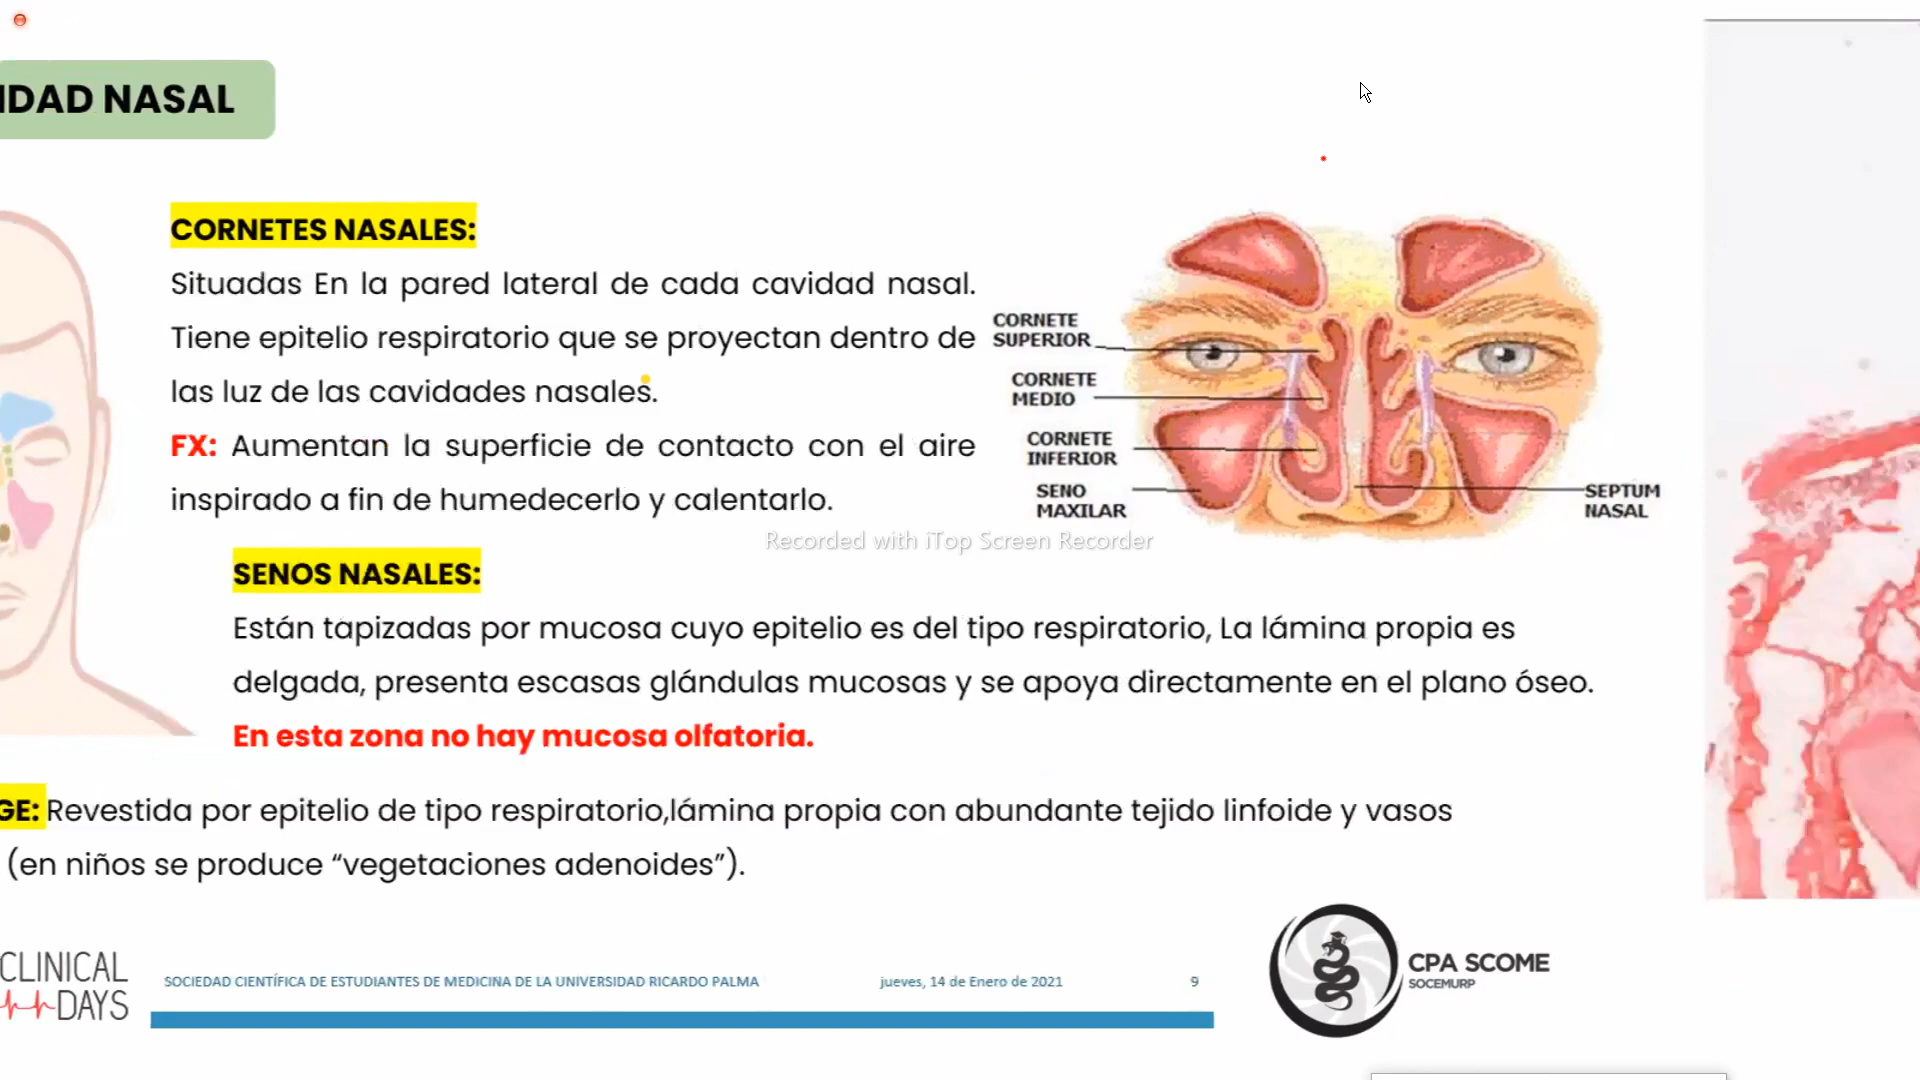 IDAD NASAL
CORNETES NASALES:
Situadas En la pared lateral de cada cavidad nasal.
Tiene epitelio respiratorio que se proyectan dentro de
las luz de las cavidades nasales.
FX: Aumentan la superficie de contacto con el aire
inspirado a fin de humedecerlo y calentarlo.
CORNETE
SUPERIOR
CORNETE
MEDIO
CORNETE
INFERIOR
SENO
MAXILAR
SEPTUM
NASAL
Recorded with iTop Screen Recorder
SENOS NASALES:
Están tapizadas por mucosa cuyo epitelio es del tipo respiratorio, La lámina propia es
delgada, presenta escasas glándulas mucosas y se apoya directamente en el plano óseo.
En esta zona no hay mucosa olfatoria.
GE: Revestida por epitelio de tipo respiratorio,lámina propia con abundante tejido linfoide y vasos
(en niños se produce “vegetaciones adenoides”).
CLINICAL
DAYS
SOCIEDAD CIENTÍFICA DE ESTUDIANTES DE MEDICINA DE LA UNIVERSIDAD RICARDO PALMA
jueves, 14 de Enero de 2021
9
CPA SCOME
SOCEMURP